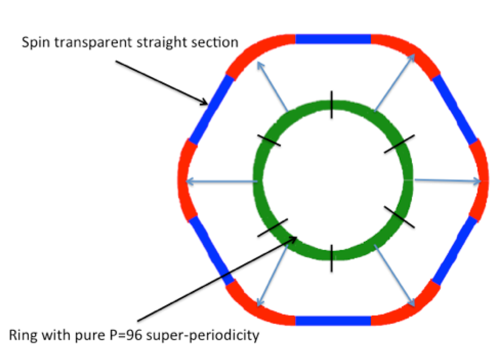 Spin transparent straight section
Ring with pure P=96 super-periodicity